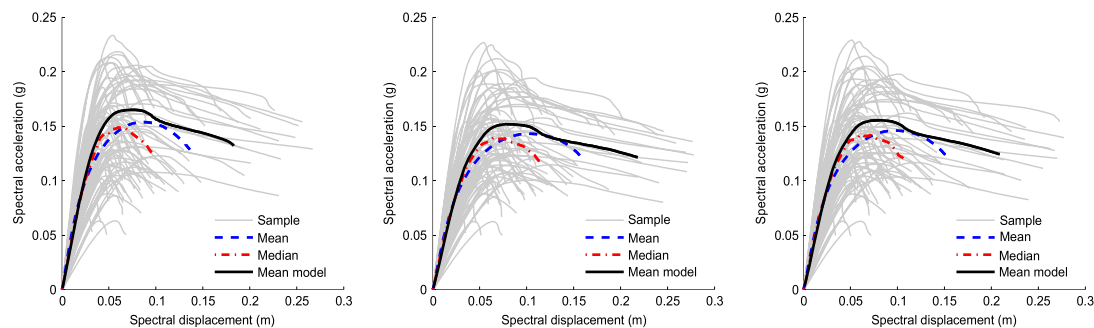 0.25
0.2
0.15
0.1
0.05
0
Spectral acceleration (g)
Sample
Mean
Median
Mean model
0 0.05 0.1 0.15 0.2 0.25 0.3
Spectral displacement (m)
0.25
0.2
0.15
0.1
0.05
0
Spectral acceleration (g)
Sample
Mean
Median
Mean model
0 0.05 0.1 0.15 0.2 0.25 0.3
Spectral displacement (m)
0.25
0.2
0.15
0.1
0.05
0
Spectral acceleration (g)
Sample
Mean
Median
Mean model
0 0.05 0.1 0.15 0.2 0.25 0.3
Spectral displacement (m)